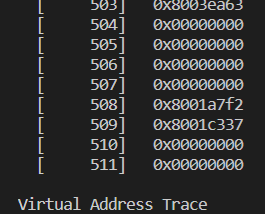 [ 503] 0x8003ea63
[ 504] 0x00000000
[ 505] 0x00000000
[ 506] 0x00000000
[ 507] 0x00000000
[ 508] 0x8001a7f2
[ 509] 0x8001c337
[ 510] 0x00000000
[ 511] 0x00000000
Virtual Address Trace